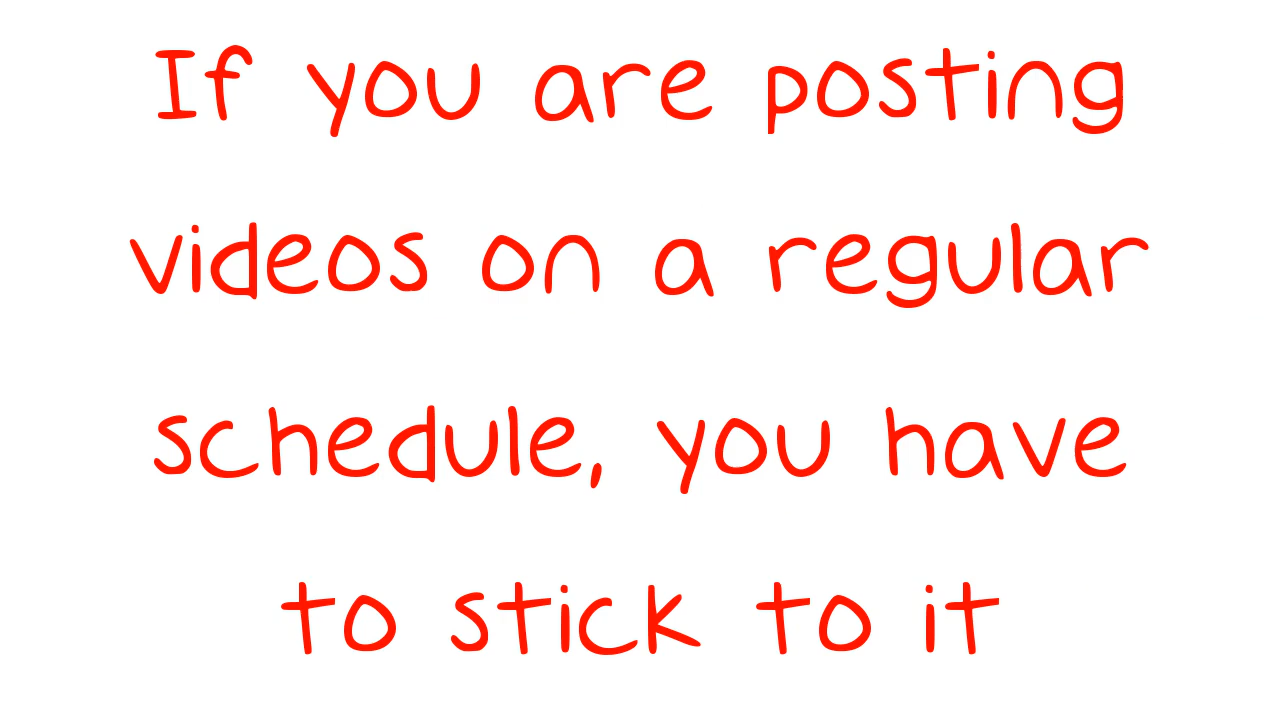 If you are posting
videos on a regular
schedule, you have
to stick to it